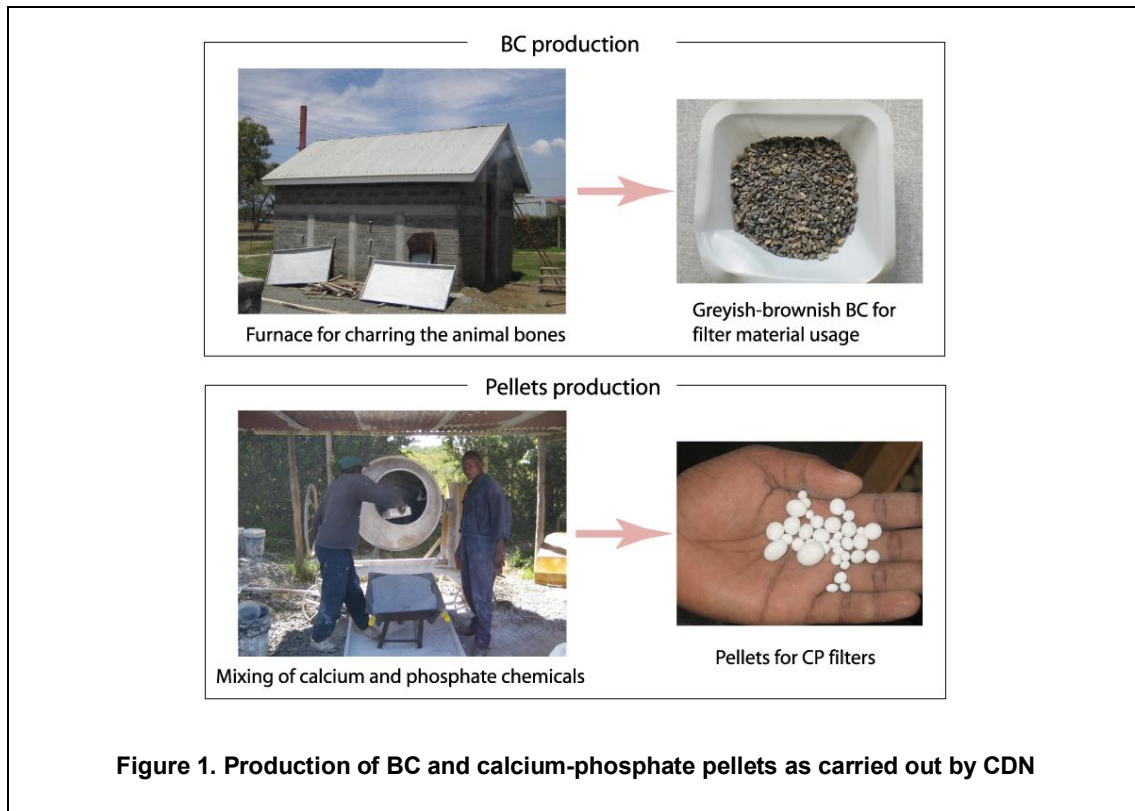 BC production
Furnace for charring the animal bones
Greyish-brownish BC for
filter material usage
Pellets production
Mixing of calcium and phosphate chemicals
Pellets for CP filters
Figure 1. Production of BC and calcium-phosphate pellets as carried out by CDN